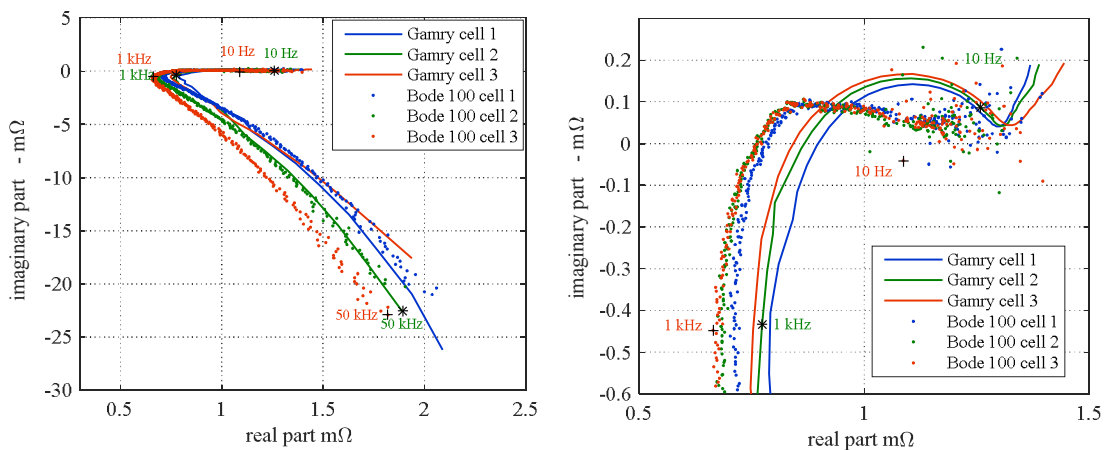 5
0
-5
-10
-15
-20
-25
-30
0.5
1
1.5
2
2.5
real part mΩ
imaginary part - mΩ
1 kHz
1 kHz
10 Hz
10 Hz
50 kHz
50 kHz
Gamry cell 1
Gamry cell 2
Gamry cell 3
Bode 100 cell 1
Bode 100 cell 2
Bode 100 cell 3
0.2
0.1
0
-0.1
-0.2
-0.3
-0.4
-0.5
-0.6
0.5
1
1.5
real part mΩ
imaginary part - mΩ
10 Hz
10 Hz
1 kHz
1 kHz
Gamry cell 1
Gamry cell 2
Gamry cell 3
Bode 100 cell 1
Bode 100 cell 2
Bode 100 cell 3